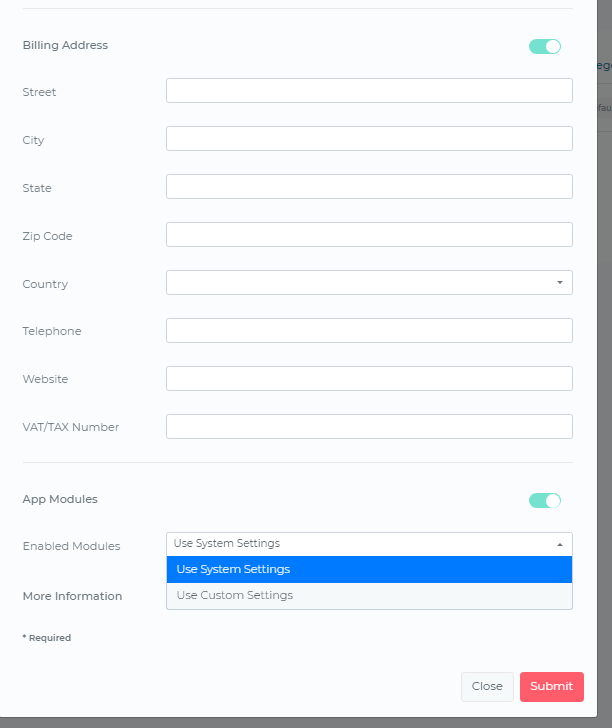 Billing Address
Street
City
State
Zip Code
Country
Telephone
Website
VAT/TAX Number
App Modules
Enabled Modules
Use System Settings
Use System Settings
Use Custom Settings
More Information
* Required
Close
Submit